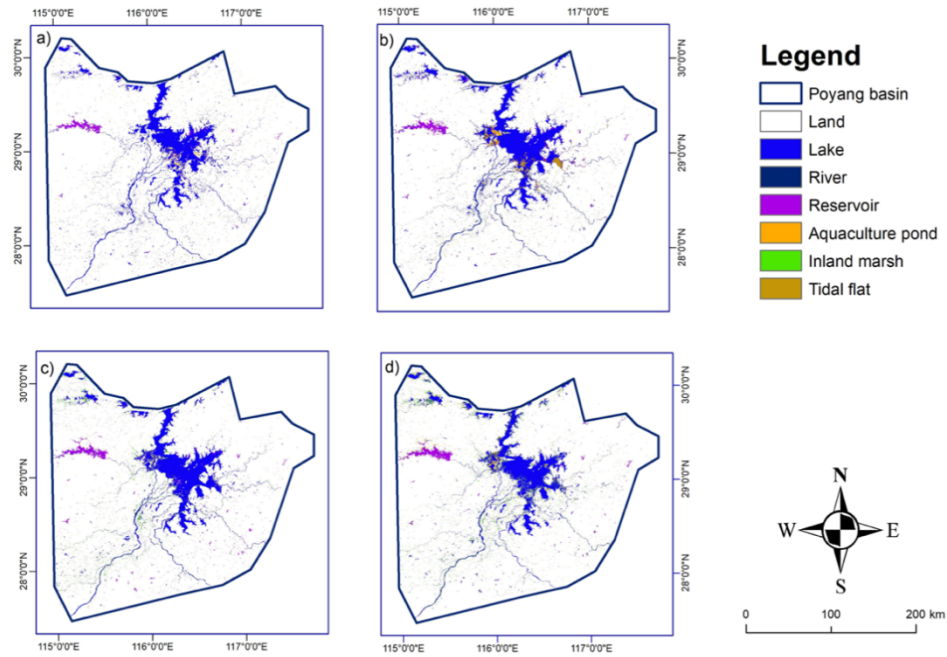 115°0'0"E 116°0'0"E 117°0'0"E
115°0'0"E 116°0'0"E 117°0'0"E
a)
30°0'0"N
29°0'0"N
28°0'0"N
b)
30°0'0"N
29°0'0"N
28°0'0"N
c)
30°0'0"N
29°0'0"N
28°0'0"N
d)
30°0'0"N
29°0'0"N
28°0'0"N
115°0'0"E 116°0'0"E 117°0'0"E
115°0'0"E 116°0'0"E 117°0'0"E
Legend
Poyang basin
Land
Lake
River
Reservoir
Aquaculture pond
Inland marsh
Tidal flat
N
W E
S
0 100 200 km